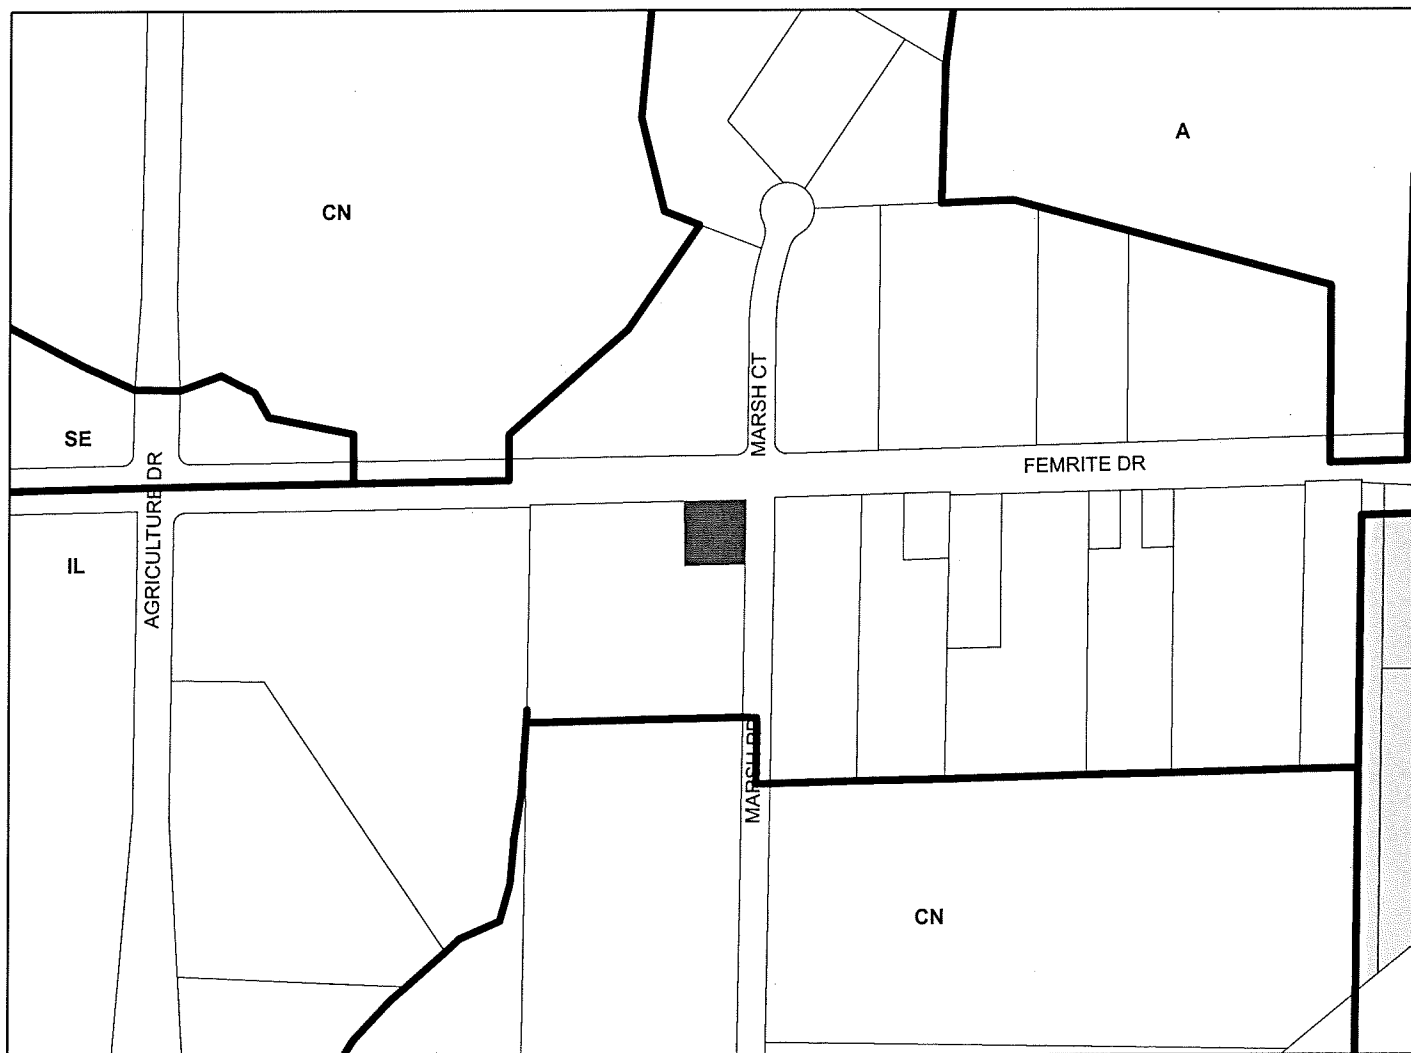 A
CN
MARSH CT
SE
FEMRITE DR
AGRICULTURE DR
IL
MARSH DR
CN